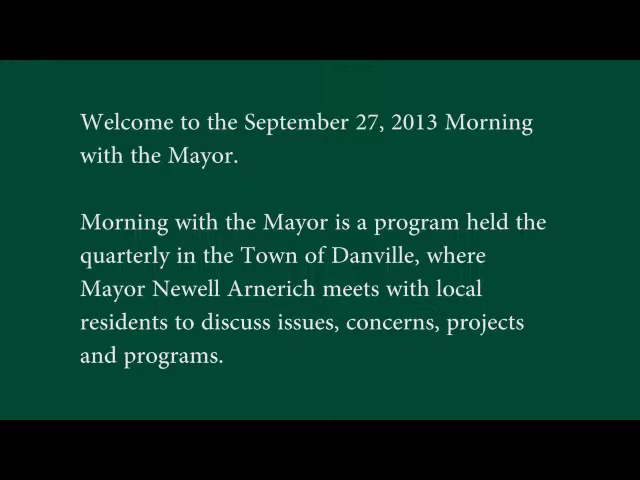 Welcome to the September 27, 2013 Morning
with the Mayor.
Morning with the Mayor is a program held the
quarterly in the Town of Danville, where
Mayor Newell Arnerich meets with local
residents to discuss issues, concerns, projects
and programs.